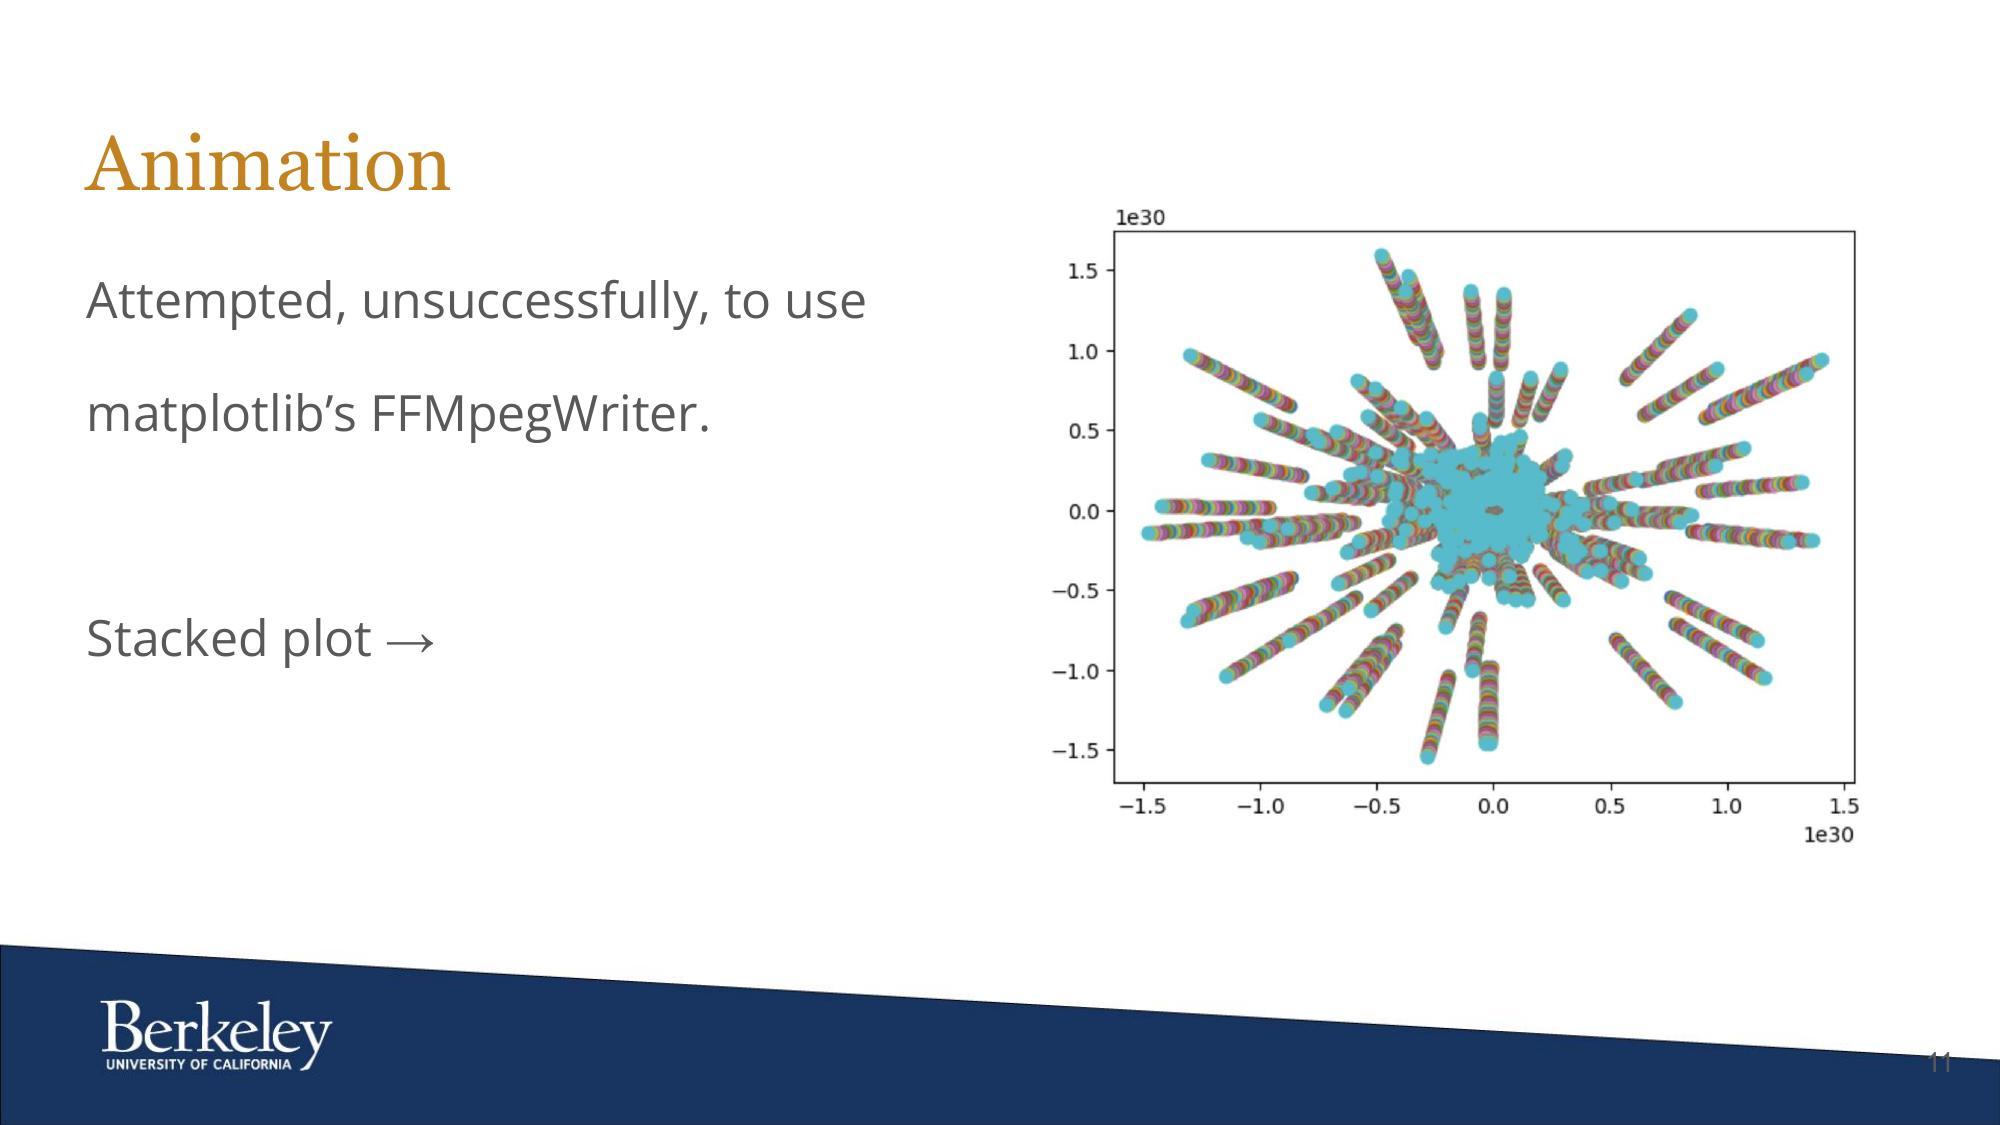 Animation
Attempted, unsuccessfully, to use
matplotlib’s FFMpegWriter.
Stacked plot →
1e30
1.5
1.0
0.5
0.0
−0.5
−1.0
−1.5
−1.5 −1.0 −0.5 0.0 0.5 1.0 1.5
1e30
Berkeley
UNIVERSITY OF CALIFORNIA
11